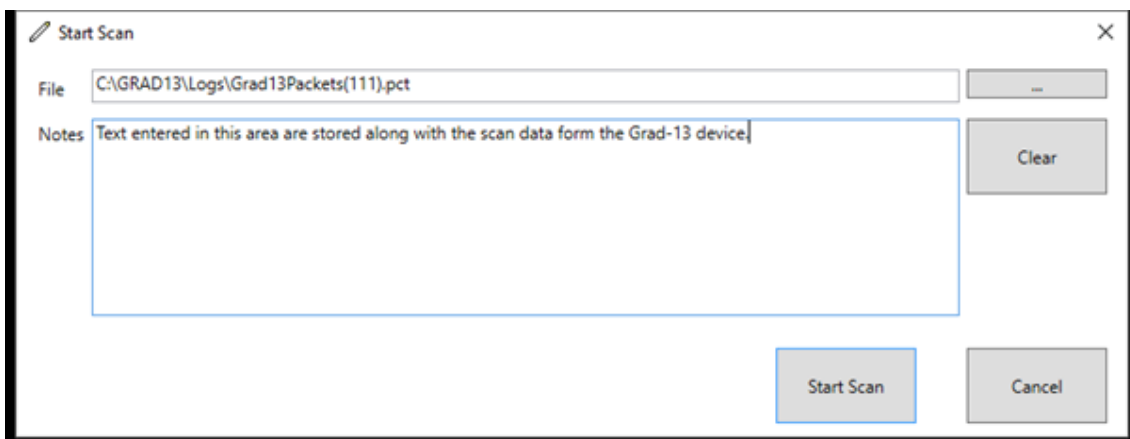 Start Scan
File
C:\GRAD13\Logs\Grad13Packets(111).pct
...
Notes
Text entered in this area are stored along with the scan data form the Grad-13 device.
Clear
Start Scan
Cancel